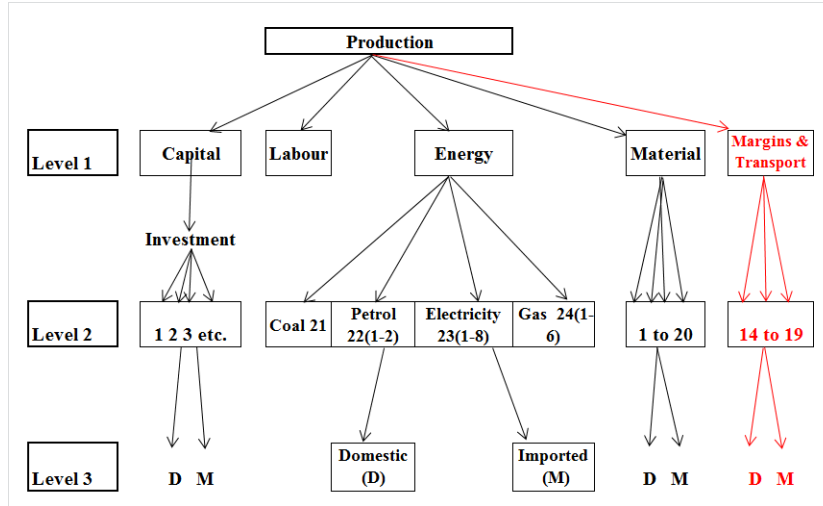 Production
Level 1
Capital
Labour
Energy
Material
Margins &
Transport
Investment
Level 2
1 2 3 etc.
Coal 21
Petrol
22(1-2)
Electricity
23(1-8)
Gas 24(1-
6)
1 to 20
14 to 19
Level 3
D M
Domestic
(D)
Imported
(M)
D M
D M